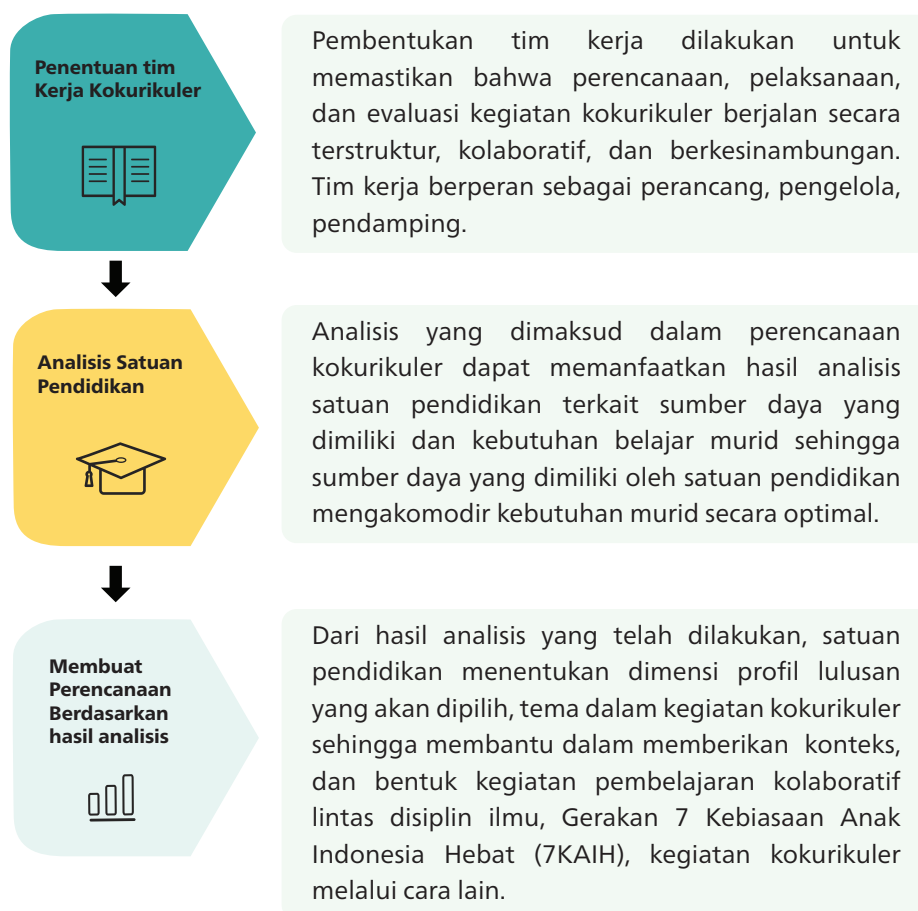 Penentuan tim
Kerja Kokurikuler
Pembentukan tim kerja dilakukan untuk
memastikan bahwa perencanaan, pelaksanaan,
dan evaluasi kegiatan kokurikuler berjalan secara
terstruktur, kolaboratif, dan berkesinambungan.
Tim kerja berperan sebagai perancang, pengelola,
pendamping.
Analisis Satuan
Pendidikan
Analisis yang dimaksud dalam perencanaan
kokurikuler dapat memanfaatkan hasil analisis
satuan pendidikan terkait sumber daya yang
dimiliki dan kebutuhan belajar murid sehingga
sumber daya yang dimiliki oleh satuan pendidikan
mengakomodir kebutuhan murid secara optimal.
Membuat
Perencanaan
Berdasarkan
hasil analisis
Dari hasil analisis yang telah dilakukan, satuan
pendidikan menentukan dimensi profil lulusan
yang akan dipilih, tema dalam kegiatan kokurikuler
sehingga membantu dalam memberikan konteks,
dan bentuk kegiatan pembelajaran kolaboratif
lintas disiplin ilmu, Gerakan 7 Kebiasaan Anak
Indonesia Hebat (7KAIH), kegiatan kokurikuler
melalui cara lain.